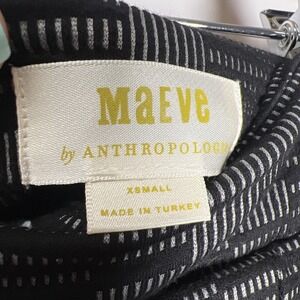 MaEve
by ANTHROPOLOGIE
XSMALL
MADE IN TURKEY